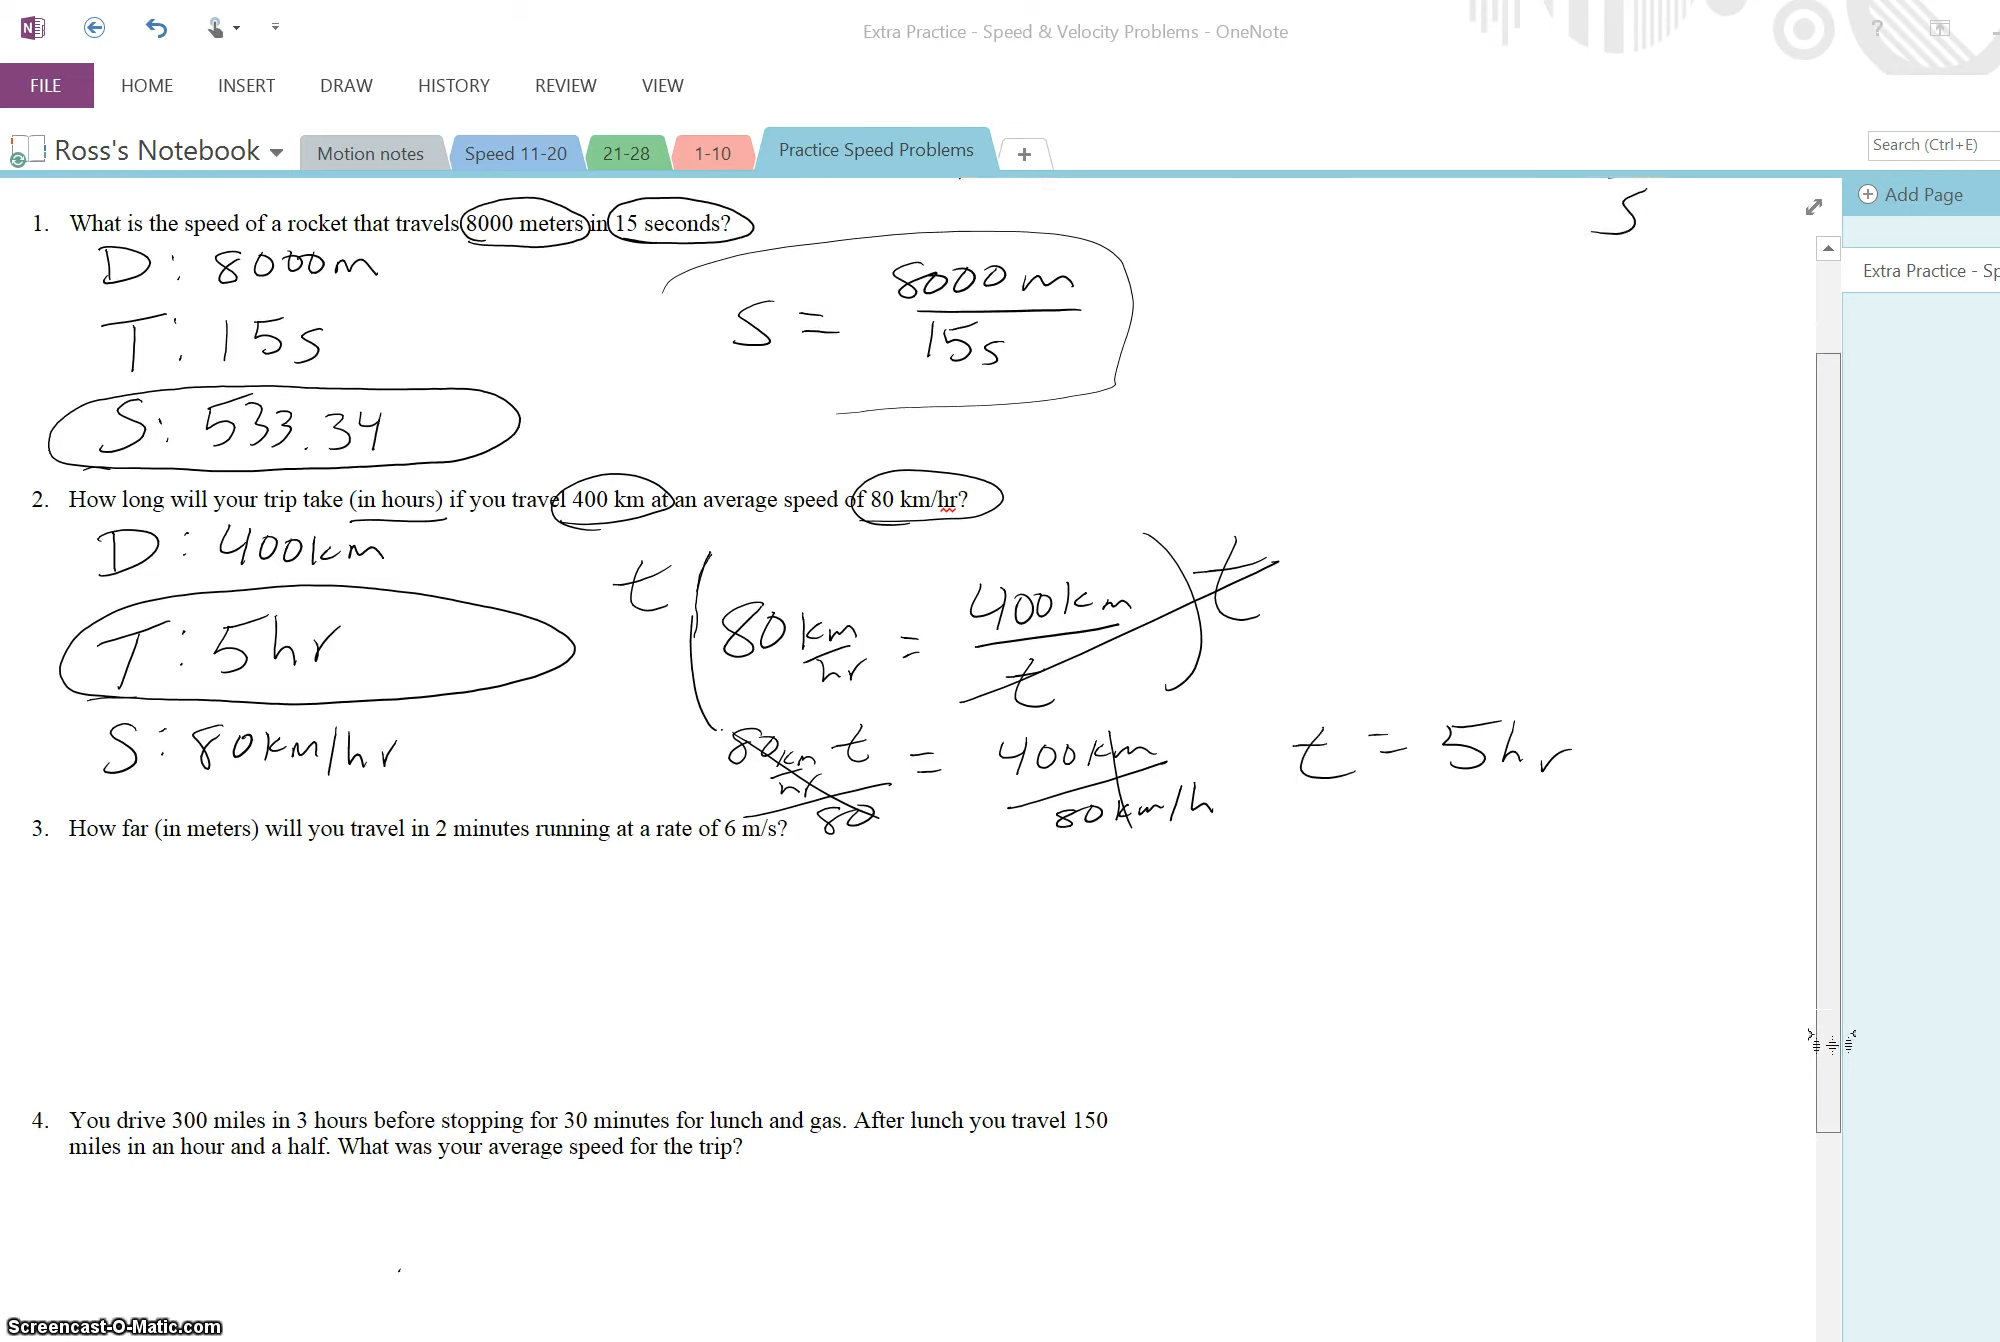 Extra Practice - Speed & Velocity Problems - OneNote
?
FILE HOME INSERT DRAW HISTORY REVIEW VIEW
Ross's Notebook Motion notes Speed 11-20 21-28 1-10 Practice Speed Problems + Search (Ctrl+E)
Add Page
Extra Practice - Sp
S
1. What is the speed of a rocket that travels 8000 meters in 15 seconds?
D: 8000m
T: 15s
S = 8000 m
15s
S: 533.34
2. How long will your trip take (in hours) if you travel 400 km at an average speed of 80 km/hr?
D: 400km
t ( 80 km = 400km ) t
hr t
T: 5hr
S: 80km/hr
80 km t = 400km t = 5hr
hr
80 80km/h
3. How far (in meters) will you travel in 2 minutes running at a rate of 6 m/s?
4. You drive 300 miles in 3 hours before stopping for 30 minutes for lunch and gas. After lunch you travel 150
miles in an hour and a half. What was your average speed for the trip?
Screencast-O-Matic.com